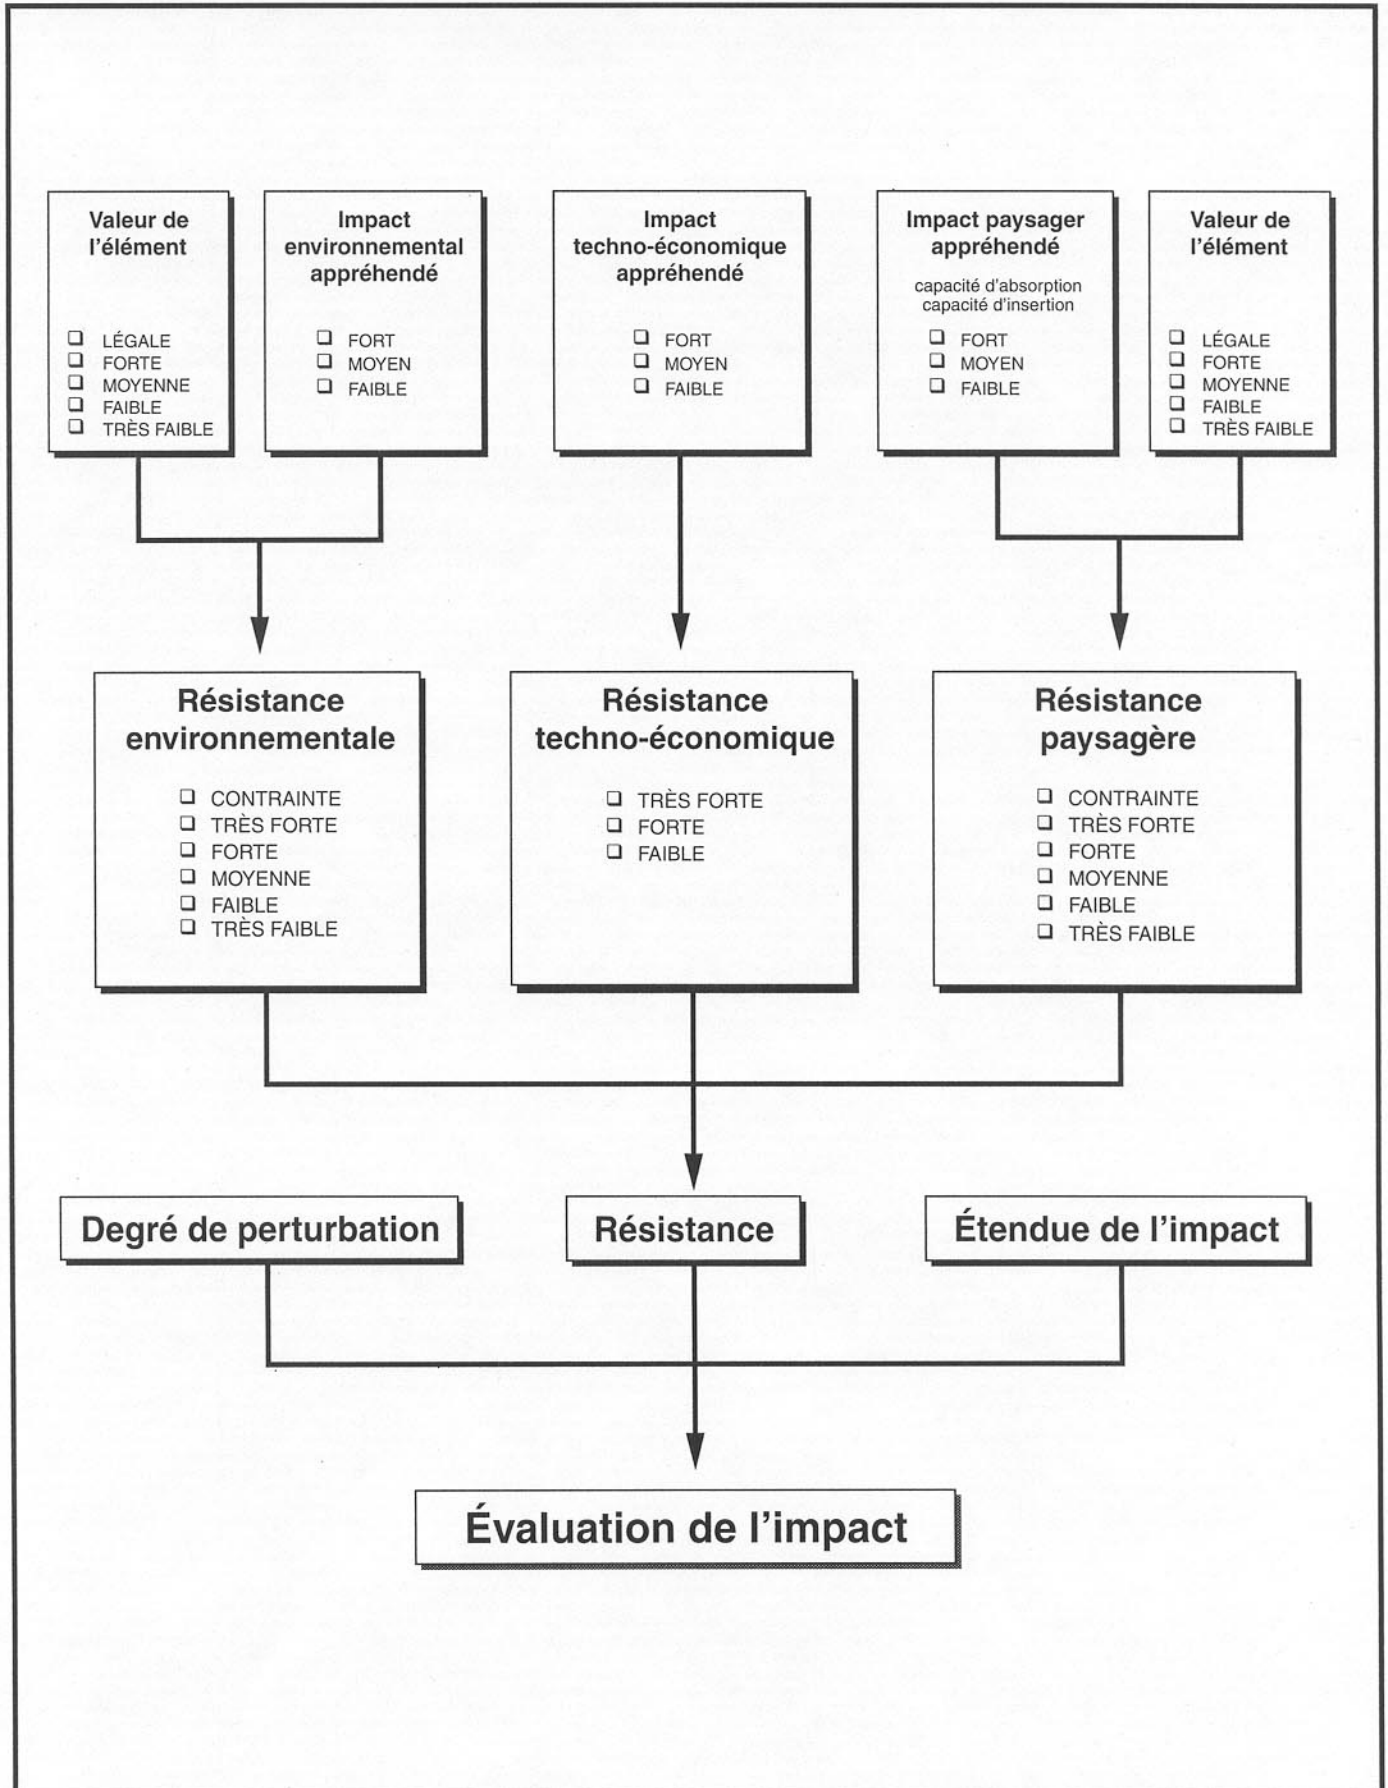 Valeur de
l'élément
❑ LÉGALE
❑ FORTE
❑ MOYENNE
❑ FAIBLE
❑ TRÈS FAIBLE
Impact
environnemental
appréhendé
❑ FORT
❑ MOYEN
❑ FAIBLE
Impact
techno-économique
appréhendé
❑ FORT
❑ MOYEN
❑ FAIBLE
Impact paysager
appréhendé
capacité d'absorption
capacité d'insertion
❑ FORT
❑ MOYEN
❑ FAIBLE
Valeur de
l'élément
❑ LÉGALE
❑ FORTE
❑ MOYENNE
❑ FAIBLE
❑ TRÈS FAIBLE
Résistance
environnementale
❑ CONTRAINTE
❑ TRÈS FORTE
❑ FORTE
❑ MOYENNE
❑ FAIBLE
❑ TRÈS FAIBLE
Résistance
techno-économique
❑ TRÈS FORTE
❑ FORTE
❑ FAIBLE
Résistance
paysagère
❑ CONTRAINTE
❑ TRÈS FORTE
❑ FORTE
❑ MOYENNE
❑ FAIBLE
❑ TRÈS FAIBLE
Degré de perturbation
Résistance
Étendue de l'impact
Évaluation de l'impact